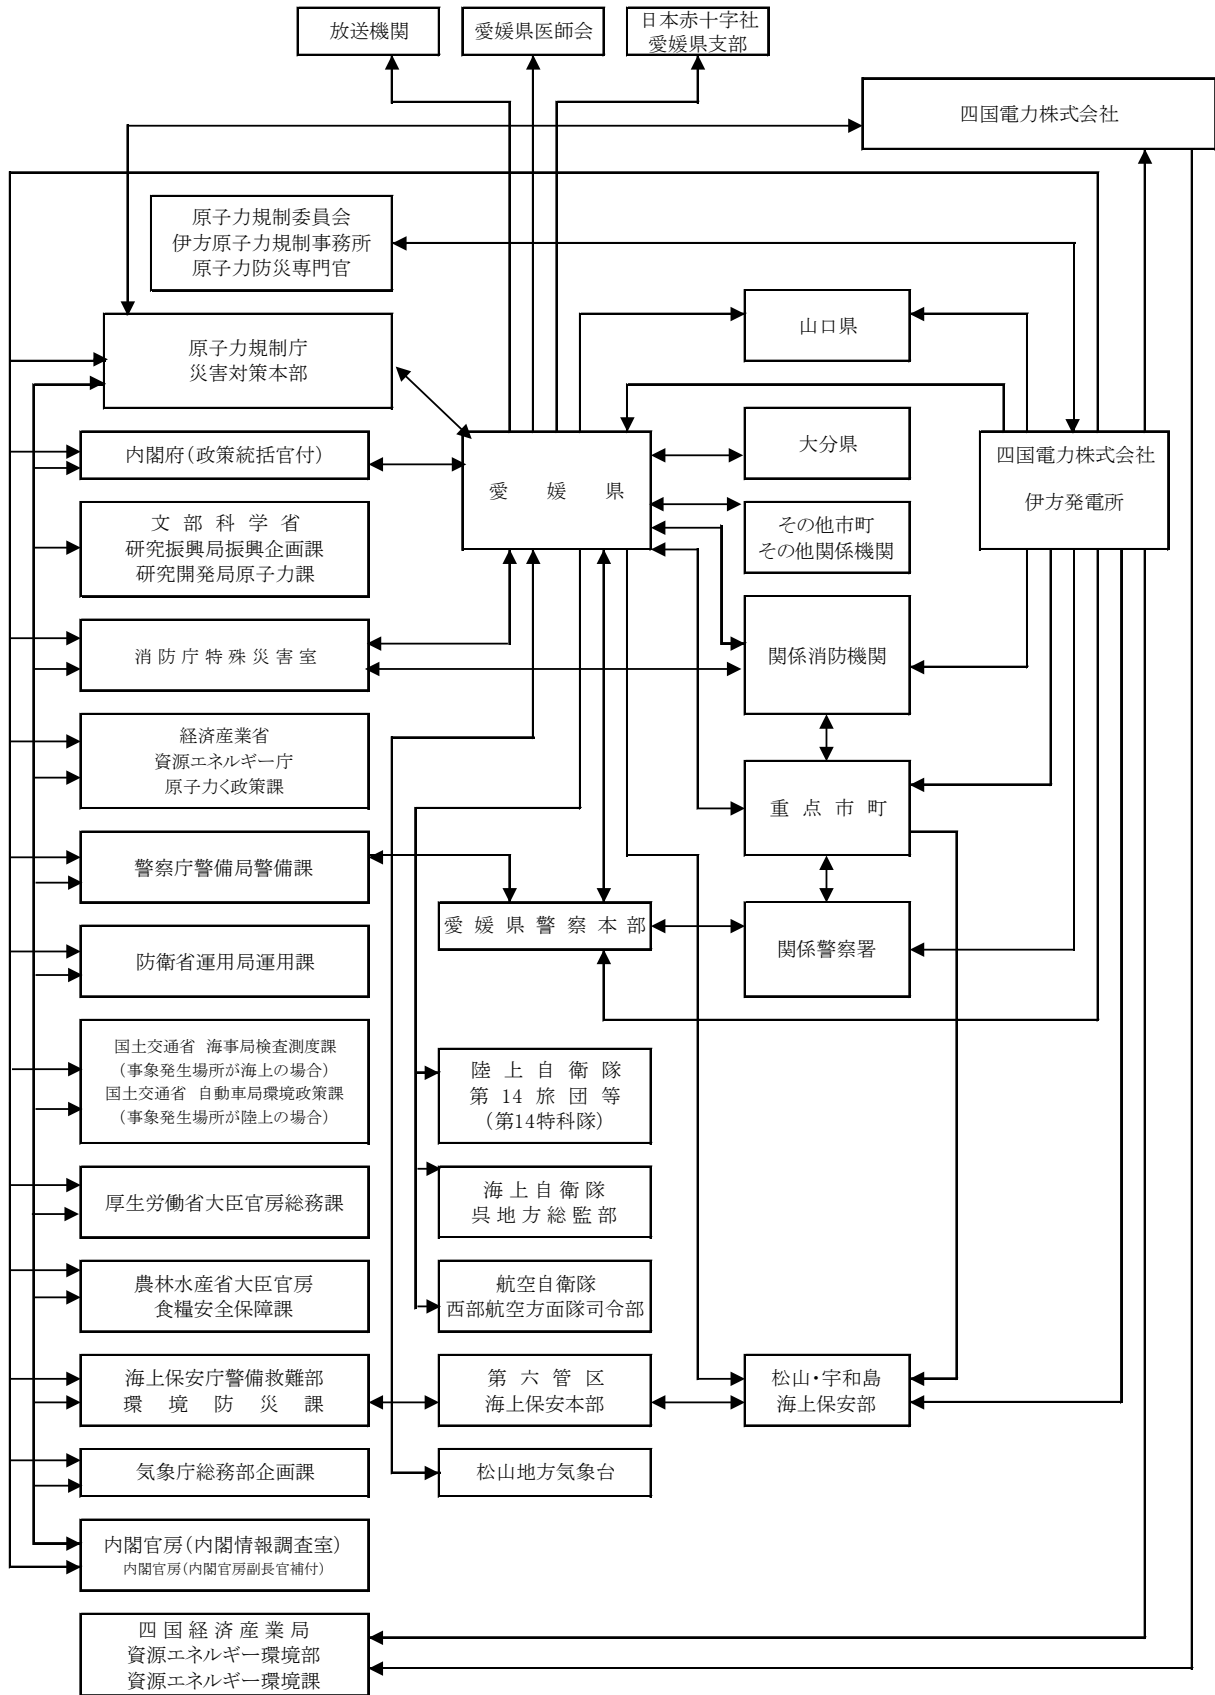 放送機関
愛媛県医師会
日本赤十字社
愛媛県支部
四国電力株式会社
原子力規制委員会
伊方原子力規制事務所
原子力防災専門官
山口県
原子力規制庁
災害対策本部
大分県
内閣府（政策統括官付）
愛　媛　県
四国電力株式会社
伊方発電所
その他市町
その他関係機関
文 部 科 学 省
研究振興局振興企画課
研究開発局原子力課
消防庁特殊災害室
関係消防機関
経済産業省
資源エネルギー庁
原子力く政策課
重 点 市 町
警察庁警備局警備課
愛媛県警察本部
関係警察署
防衛省運用局運用課
国土交通省 海事局検査測度課
（事象発生場所が海上の場合）
国土交通省 自動車局環境政策課
（事象発生場所が陸上の場合）
陸 上 自 衛 隊
第 14 旅 団 等
（第14特科隊）
厚生労働省大臣官房総務課
海上自衛隊
呉地方総監部
農林水産省大臣官房
食糧安全保障課
航空自衛隊
西部航空方面隊司令部
海上保安庁警備救難部
環 境 防 災 課
第 六 管 区
海上保安本部
松山・宇和島
海上保安部
気象庁総務部企画課
松山地方気象台
内閣官房（内閣情報調査室）
内閣官房（内閣官房副長官補付）
四国経済産業局
資源エネルギー環境部
資源エネルギー環境課